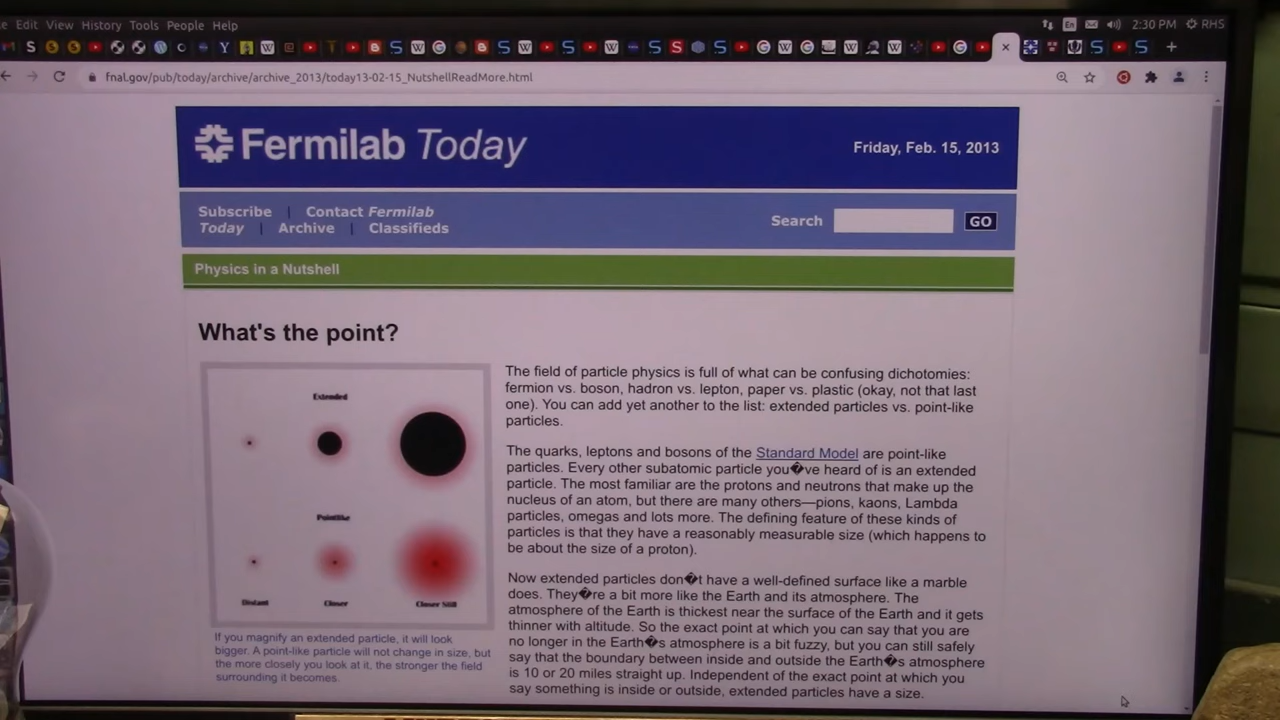 Edit View History Tools People Help
En
2:30 PM
RHS
fnal.gov/pub/today/archive/archive_2013/today13-02-15_NutshellReadMore.html
Fermilab Today
Friday, Feb. 15, 2013
Subscribe | Contact Fermilab
Today | Archive | Classifieds
Search
GO
Physics in a Nutshell
What's the point?
Extended
Pointlike
Distant
Closer
Closer Still
If you magnify an extended particle, it will look
bigger. A point-like particle will not change in size, but
the more closely you look at it, the stronger the field
surrounding it becomes.
The field of particle physics is full of what can be confusing dichotomies:
fermion vs. boson, hadron vs. lepton, paper vs. plastic (okay, not that last
one). You can add yet another to the list: extended particles vs. point-like
particles.
The quarks, leptons and bosons of the Standard Model are point-like
particles. Every other subatomic particle you�ve heard of is an extended
particle. The most familiar are the protons and neutrons that make up the
nucleus of an atom, but there are many others—pions, kaons, Lambda
particles, omegas and lots more. The defining feature of these kinds of
particles is that they have a reasonably measurable size (which happens to
be about the size of a proton).
Now extended particles don�t have a well-defined surface like a marble
does. They�re a bit more like the Earth and its atmosphere. The
atmosphere of the Earth is thickest near the surface of the Earth and it gets
thinner with altitude. So the exact point at which you can say that you are
no longer in the Earth�s atmosphere is a bit fuzzy, but you can still safely
say that the boundary between inside and outside the Earth�s atmosphere
is 10 or 20 miles straight up. Independent of the exact point at which you
say something is inside or outside, extended particles have a size.